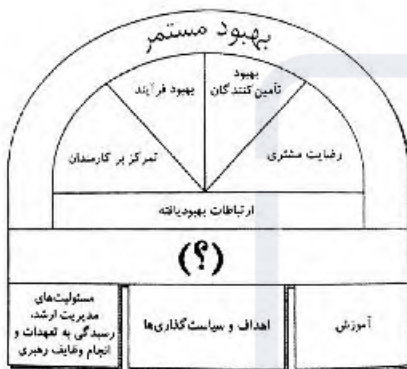 بهبود مستمر
بهبود
تأمین‌کنندگان
بهبود فرآیند
رضایت مشتری
تمرکز بر کارمندان
ارتباطات بهبودیافته
(؟)
آموزش
اهداف و سیاست‌گذاری‌ها
مسئولیت‌های
مدیریت ارشد،
رسیدگی به تعهدات و
انجام وظایف رهبری